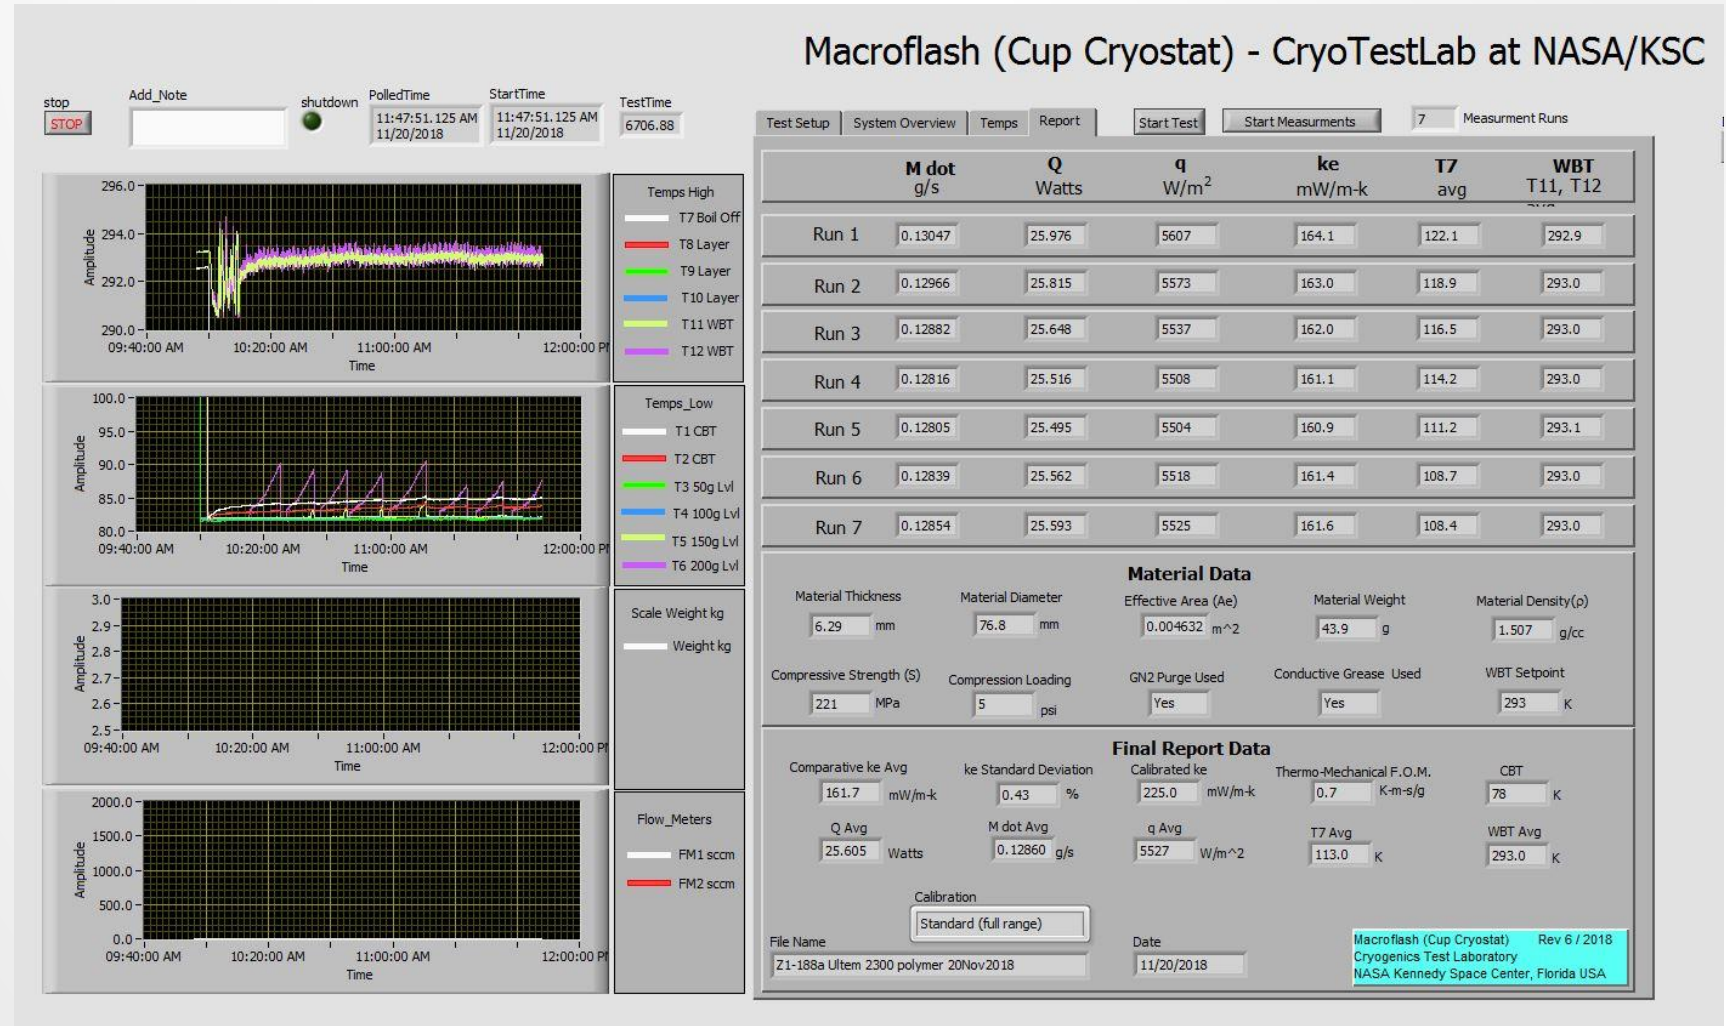 Macroflash (Cup Cryostat) - CryoTestLab at NASA/KSC
stop
STOP
Add_Note
shutdown
PolledTime
11:47:51.125 AM
11/20/2018
StartTime
11:47:51.125 AM
11/20/2018
TestTime
6706.88
296.0
294.0
292.0
290.0
Amplitude
09:40:00 AM 10:20:00 AM 11:00:00 AM 12:00:00 P
Time
Temps High
T7 Boil Off
T8 Layer
T9 Layer
T10 Layer
T11 WBT
T12 WBT
100.0
95.0
90.0
85.0
80.0
Amplitude
09:40:00 AM 10:20:00 AM 11:00:00 AM 12:00:00 P
Time
Temps_Low
T1 CBT
T2 CBT
T3 50g Lvl
T4 100g Lvl
T5 150g Lvl
T6 200g Lvl
3.0
2.9
2.8
2.7
2.6
2.5
Amplitude
09:40:00 AM 10:20:00 AM 11:00:00 AM 12:00:00 P
Time
Scale Weight kg
Weight kg
2000.0
1500.0
1000.0
500.0
0.0
Amplitude
09:40:00 AM 10:20:00 AM 11:00:00 AM 12:00:00 P
Time
Flow_Meters
FM1 sccm
FM2 sccm
Test Setup System Overview Temps Report
Start Test Start Measurments 7 Measurment Runs
M dot Q q ke T7 WBT
g/s Watts W/m2 mW/m-k avg T11, T12
Run 1 0.13047 25.976 5607 164.1 122.1 292.9
Run 2 0.12966 25.815 5573 163.0 118.9 293.0
Run 3 0.12882 25.648 5537 162.0 116.5 293.0
Run 4 0.12816 25.516 5508 161.1 114.2 293.0
Run 5 0.12805 25.495 5504 160.9 111.2 293.1
Run 6 0.12839 25.562 5518 161.4 108.7 293.0
Run 7 0.12854 25.593 5525 161.6 108.4 293.0
Material Data
Material Thickness Material Diameter Effective Area (Ae) Material Weight Material Density(ρ)
6.29 mm 76.8 mm 0.004632 m^2 43.9 g 1.507 g/cc
Compressive Strength (S) Compression Loading GN2 Purge Used Conductive Grease Used WBT Setpoint
221 MPa 5 psi Yes Yes 293 K
Final Report Data
Comparative ke Avg ke Standard Deviation Calibrated ke Thermo-Mechanical F.O.M. CBT
161.7 mW/m-k 0.43 % 225.0 mW/m-k 0.7 K-m-s/g 78 K
Q Avg M dot Avg q Avg T7 Avg WBT Avg
25.605 Watts 0.12860 g/s 5527 W/m^2 113.0 K 293.0 K
Calibration
Standard (full range)
File Name
Z1-188a Ultem 2300 polymer 20Nov2018
Date
11/20/2018
Macroflash (Cup Cryostat) Rev 6 / 2018
Cryogenics Test Laboratory
NASA Kennedy Space Center, Florida USA